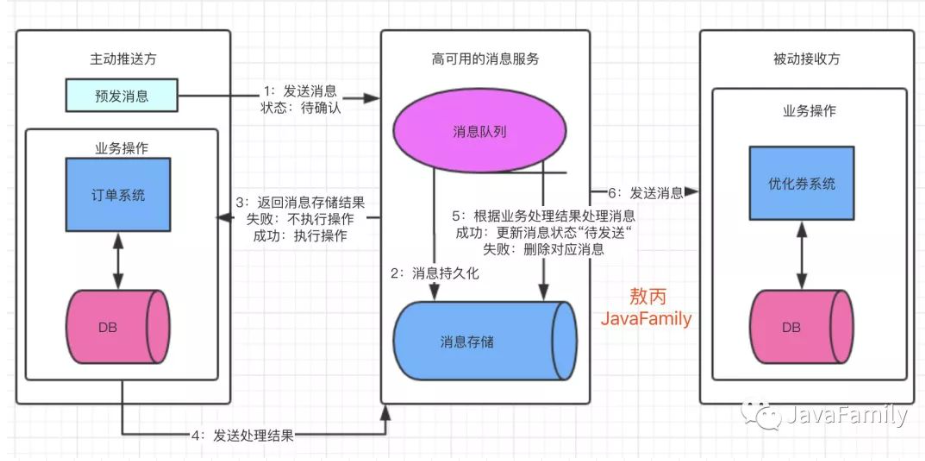 主动推送方
预发消息
业务操作
订单系统
DB
1：发送消息
状态：待确认
3：返回消息存储结果
失败：不执行操作
成功：执行操作
4：发送处理结果
高可用的消息服务
消息队列
2：消息持久化
5：根据业务处理结果处理消息
成功：更新消息状态“待发送“
失败：删除对应消息
消息存储
6：发送消息
敖丙
JavaFamily
被动接收方
业务操作
优化券系统
DB
JavaFamily